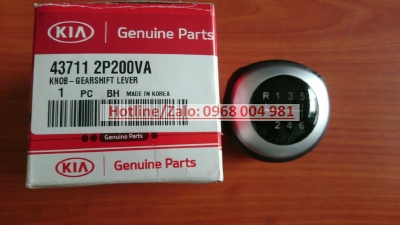 KIA Genuine Parts
43711 2P200VA
KNOB-GEARSHIFT LEVER
1 PC BH MADE IN KOREA
Genuine Parts
KIA Genuine Parts
R 1 3 5
2 4 6
Hotline/Zalo: 0968 004 981